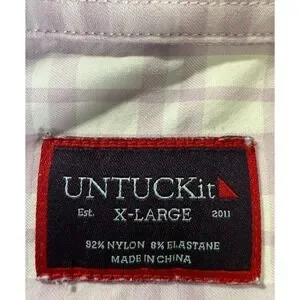 UNTUCKit
Est. X-LARGE 2011
92% NYLON 8% ELASTANE
MADE IN CHINA